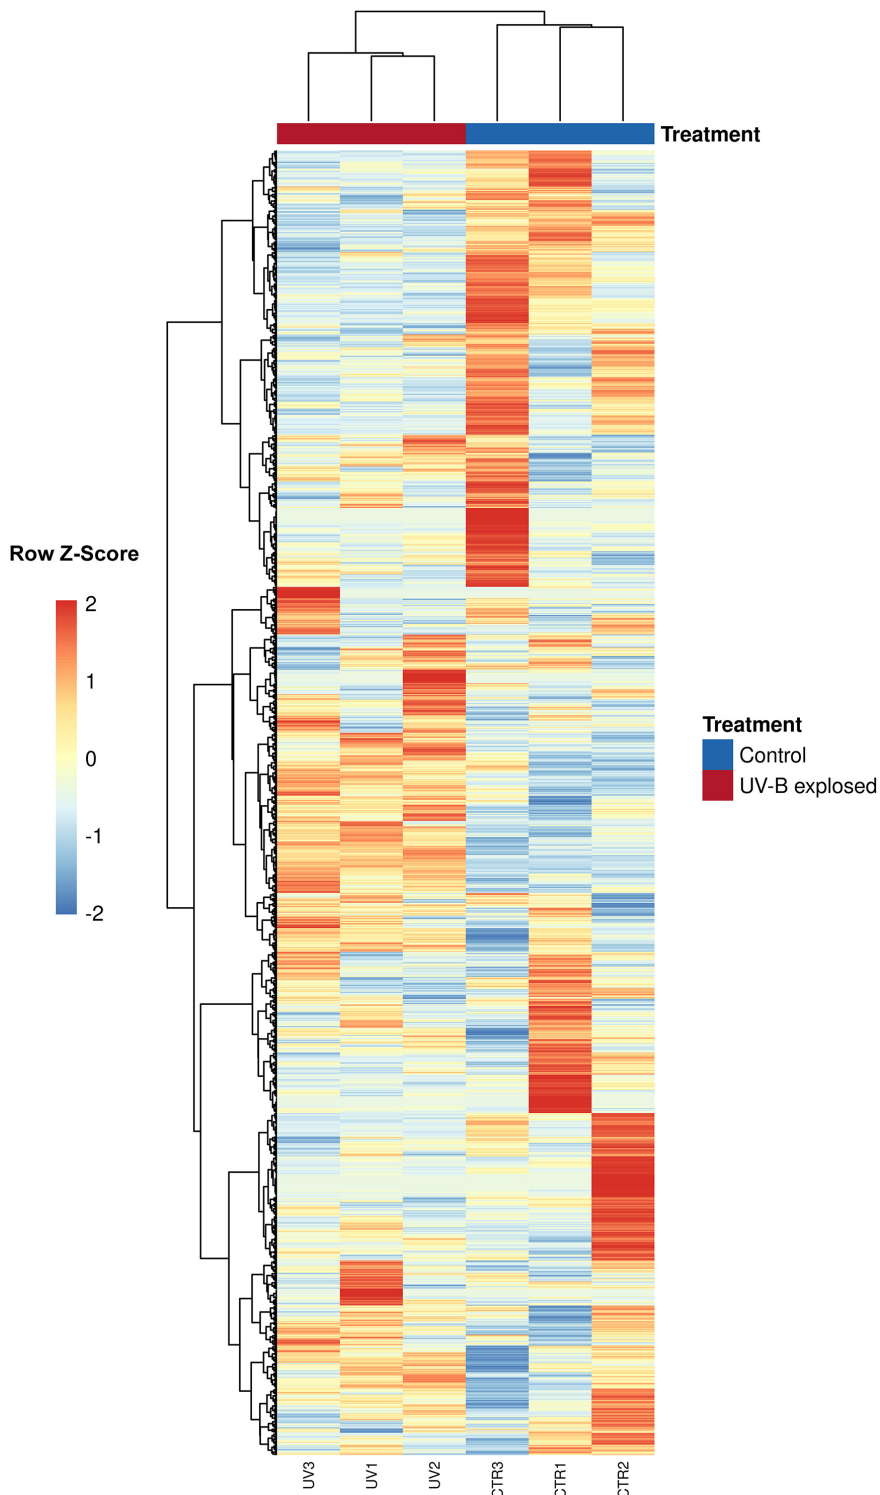 Treatment
Row Z-Score
2
1
0
-1
-2
Treatment
Control
UV-B explosed
UV3
UV1
UV2
CTR3
CTR1
CTR2